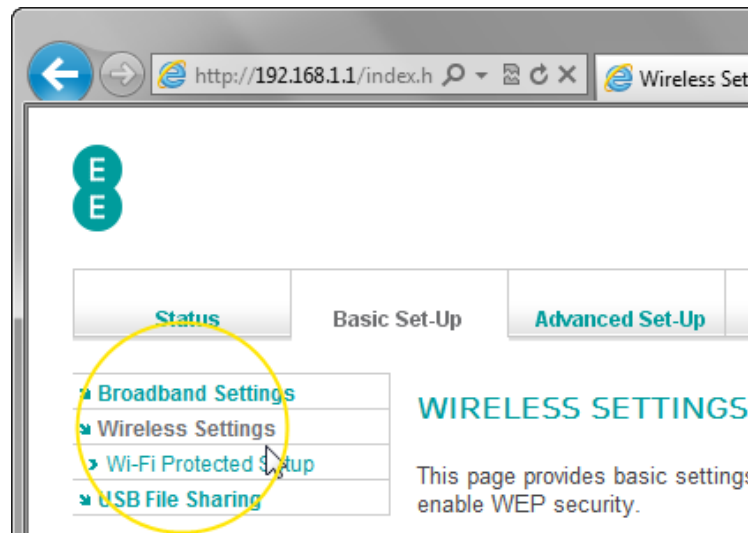 http://192.168.1.1/index.h
Wireless Set
E
E
Status Basic Set-Up Advanced Set-Up
Broadband Settings
Wireless Settings
Wi-Fi Protected Setup
USB File Sharing
WIRELESS SETTINGS
This page provides basic settings
enable WEP security.